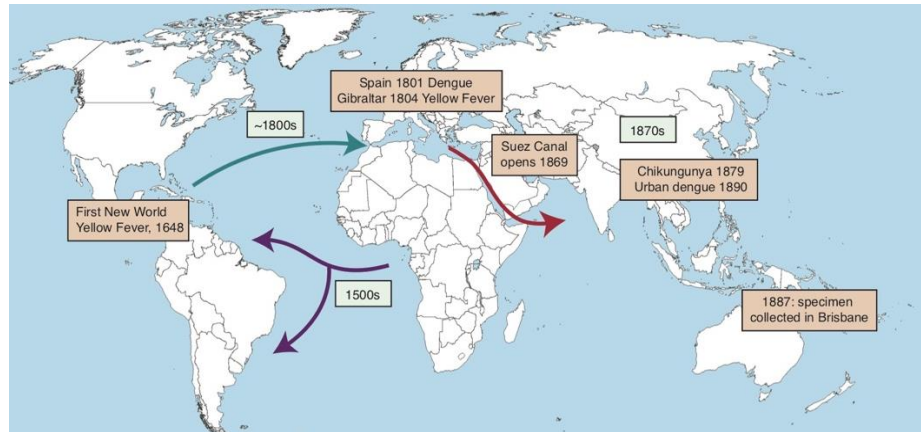 Spain 1801 Dengue
Gibraltar 1804 Yellow Fever
~1800s
1870s
Suez Canal
opens 1869
Chikungunya 1879
Urban dengue 1890
First New World
Yellow Fever, 1648
1500s
1887: specimen
collected in Brisbane